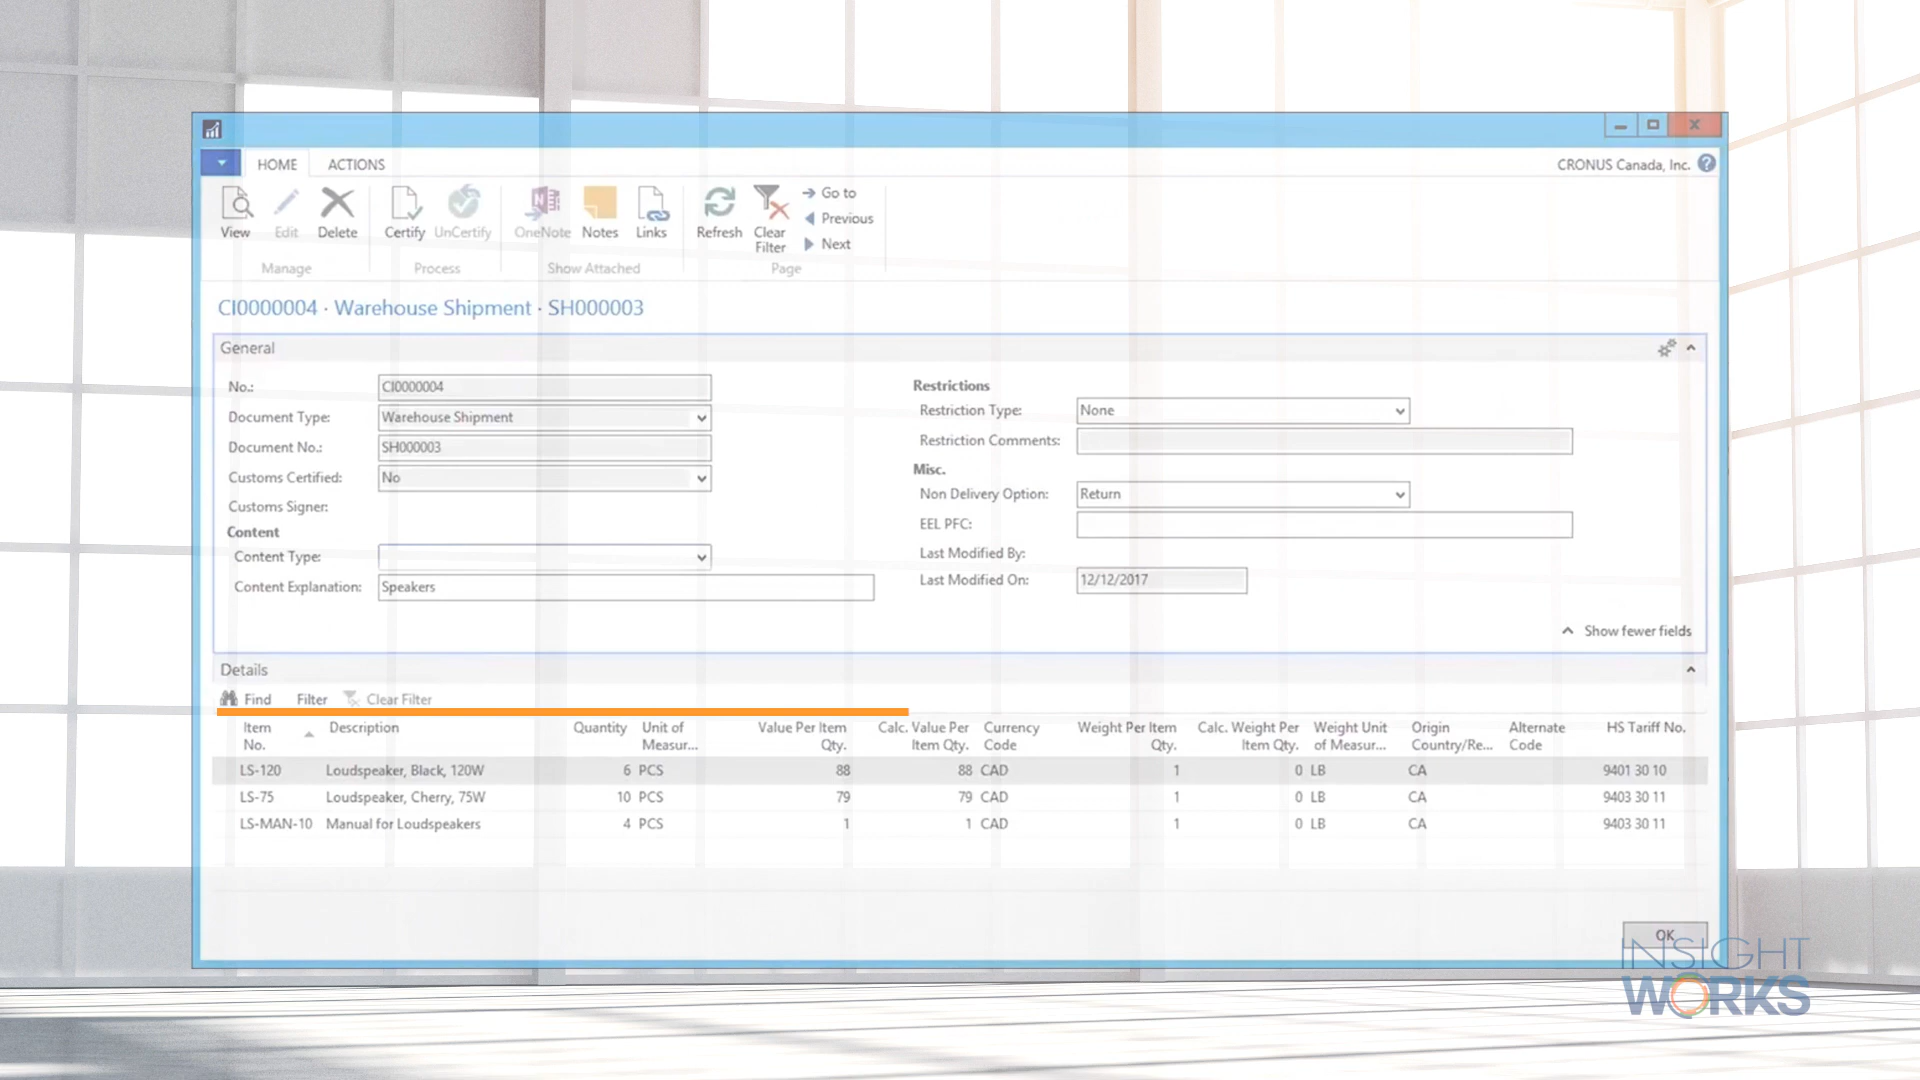 HOME ACTIONS CRONUS Canada, Inc. ?
View Edit Delete Certify UnCertify OneNote Notes Links Refresh Clear Filter Go to
Previous
Next
Manage Process Show Attached Page
CI0000004 · Warehouse Shipment · SH000003
General
No.: CI0000004
Document Type: Warehouse Shipment
Document No.: SH000003
Customs Certified: No
Customs Signer:
Content
Content Type:
Content Explanation: Speakers
Restrictions
Restriction Type: None
Restriction Comments:
Misc.
Non Delivery Option: Return
EEL PFC:
Last Modified By:
Last Modified On: 12/12/2017
Show fewer fields
Details
Find Filter Clear Filter
Item No. Description Quantity Unit of Measur... Value Per Item Qty. Calc. Value Per Item Qty. Currency Code Weight Per Item Qty. Calc. Weight Per Item Qty. Weight Unit of Measur... Origin Country/Re... Alternate Code HS Tariff No.
LS-120 Loudspeaker, Black, 120W 6 PCS 88 88 CAD 1 0 LB CA 9401 30 10
LS-75 Loudspeaker, Cherry, 75W 10 PCS 79 79 CAD 1 0 LB CA 9403 30 11
LS-MAN-10 Manual for Loudspeakers 4 PCS 1 1 CAD 1 0 LB CA 9403 30 11
OK
INSIGHT
WORKS